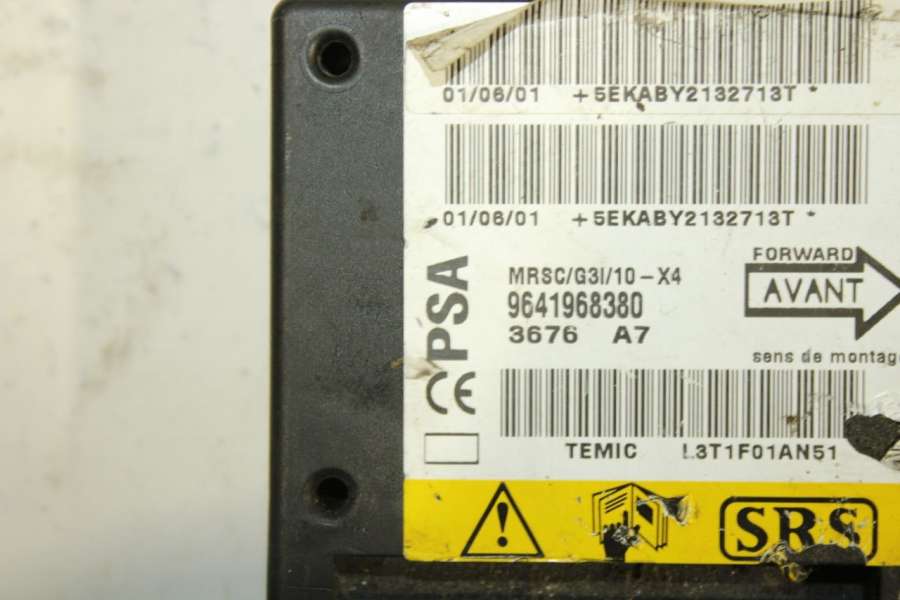 01/06/01 +5EKABY2132713T *
01/06/01 +5EKABY2132713T *
PSA
CE
MRSC/G3I/10-X4
9641968380
3676 A7
FORWARD
AVANT
sens de montage
TEMIC L3T1F01AN51
SRS